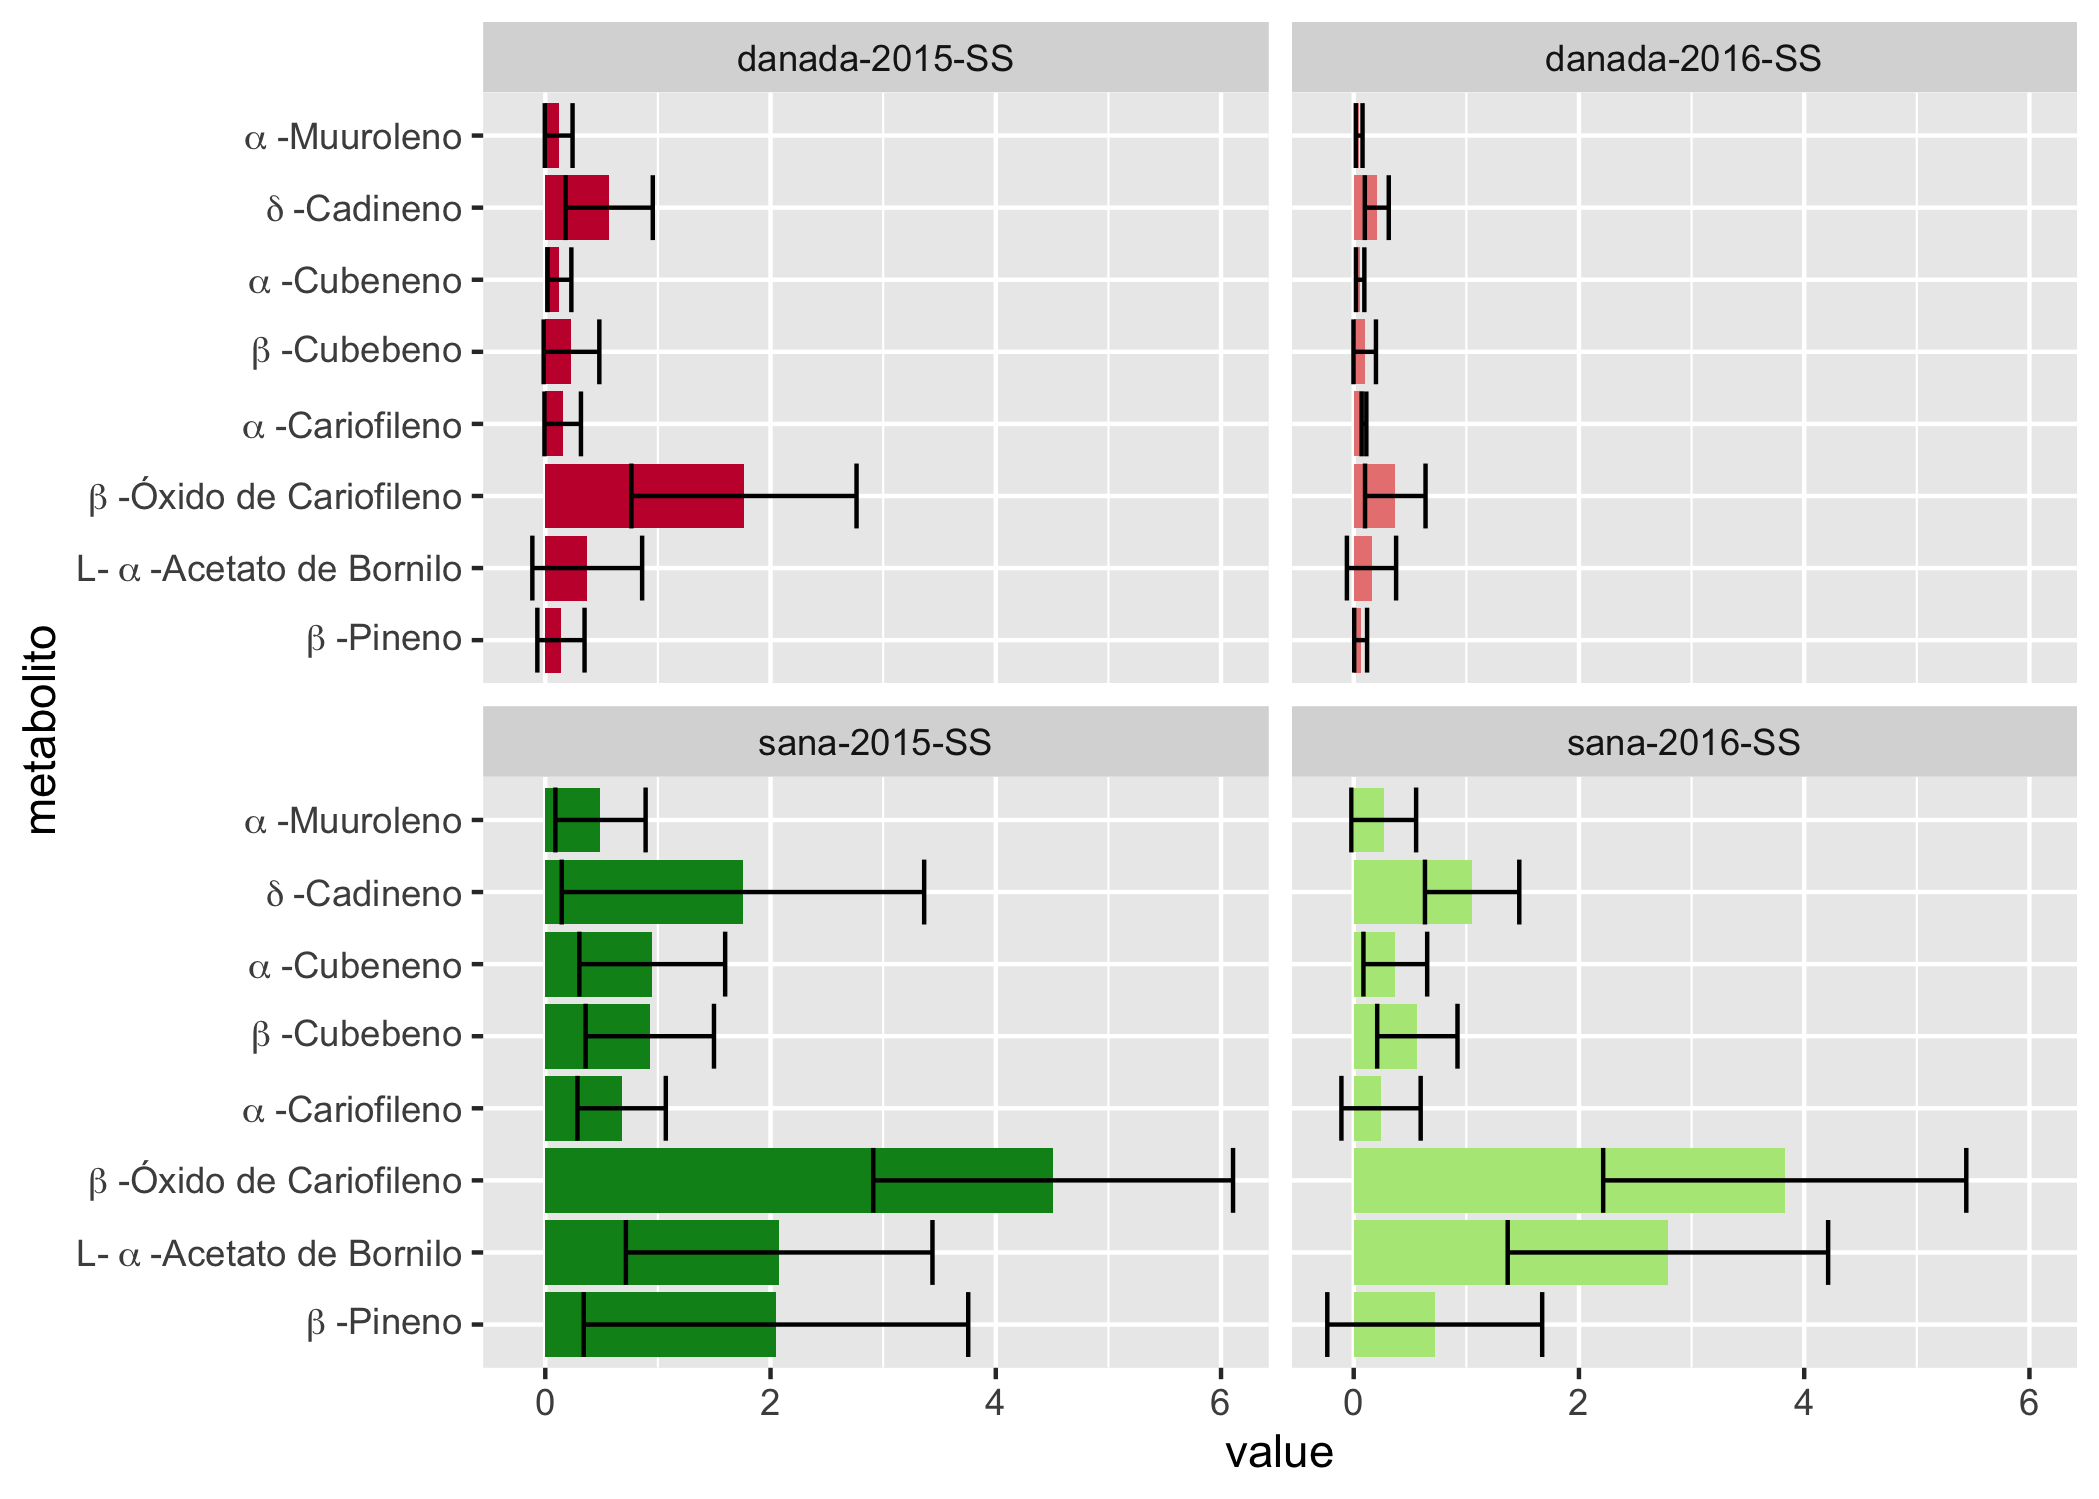 danada-2015-SS
danada-2016-SS
α -Muuroleno
δ -Cadineno
α -Cubeneno
β -Cubebeno
α -Cariofileno
β -Óxido de Cariofileno
L- α -Acetato de Bornilo
β -Pineno
metabolito
sana-2015-SS
sana-2016-SS
α -Muuroleno
δ -Cadineno
α -Cubeneno
β -Cubebeno
α -Cariofileno
β -Óxido de Cariofileno
L- α -Acetato de Bornilo
β -Pineno
0 2 4 6
0 2 4 6
value